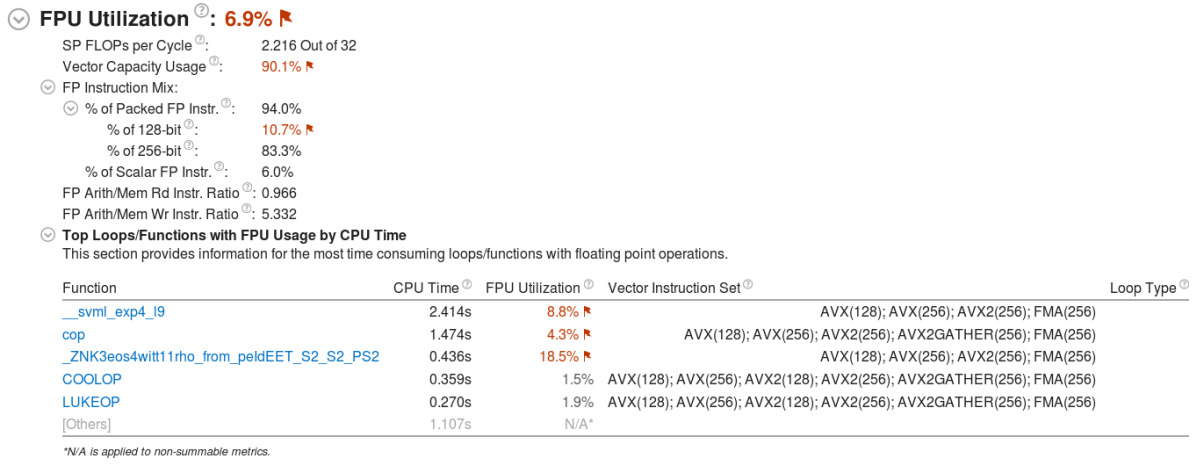 FPU Utilization ?: 6.9%
SP FLOPs per Cycle ?: 2.216 Out of 32
Vector Capacity Usage ?: 90.1%
FP Instruction Mix:
% of Packed FP Instr. ?: 94.0%
% of 128-bit ?: 10.7%
% of 256-bit ?: 83.3%
% of Scalar FP Instr. ?: 6.0%
FP Arith/Mem Rd Instr. Ratio ?: 0.966
FP Arith/Mem Wr Instr. Ratio ?: 5.332
Top Loops/Functions with FPU Usage by CPU Time
This section provides information for the most time consuming loops/functions with floating point operations.
Function CPU Time ? FPU Utilization ? Vector Instruction Set ? Loop Type ?
__svml_exp4_l9 2.414s 8.8% AVX(128); AVX(256); AVX2(256); FMA(256)
cop 1.474s 4.3% AVX(128); AVX(256); AVX2(256); AVX2GATHER(256); FMA(256)
_ZNK3eos4witt11rho_from_peldEET_S2_S2_PS2 0.436s 18.5% AVX(128); AVX(256); AVX2(256); FMA(256)
COOLOP 0.359s 1.5% AVX(128); AVX(256); AVX2(128); AVX2(256); AVX2GATHER(256); FMA(256)
LUKEOP 0.270s 1.9% AVX(128); AVX(256); AVX2(128); AVX2(256); AVX2GATHER(256); FMA(256)
[Others] 1.107s N/A*
*N/A is applied to non-summable metrics.